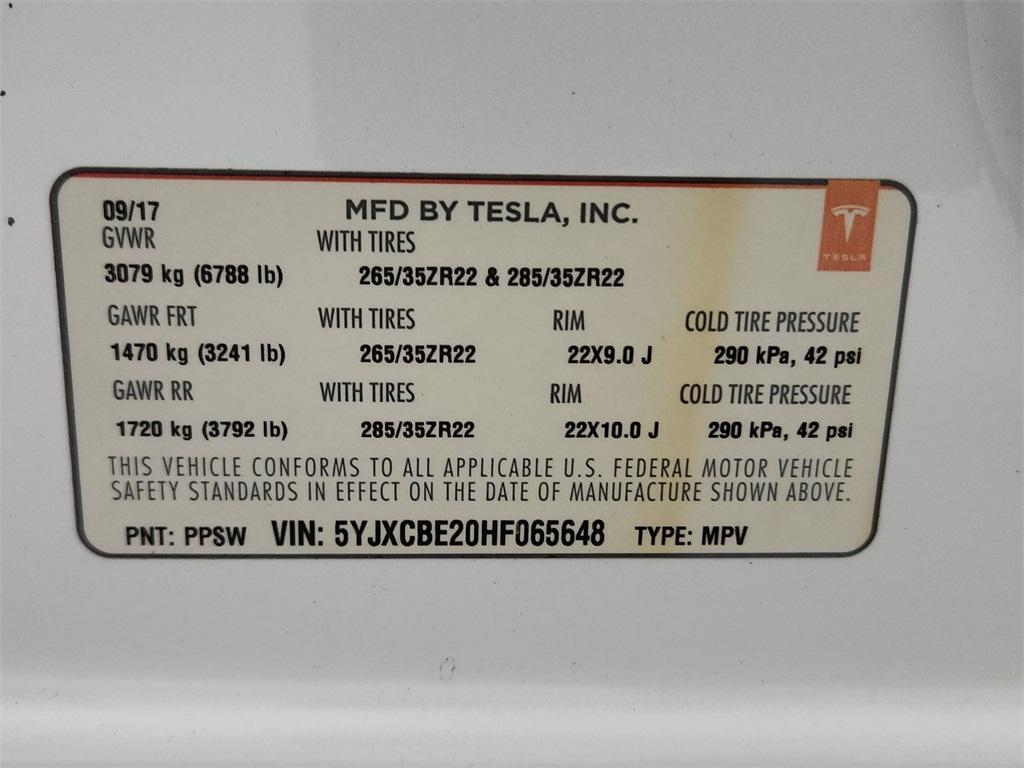 09/17 MFD BY TESLA, INC.
GVWR WITH TIRES
3079 kg (6788 lb) 265/35ZR22 & 285/35ZR22
TESLA
GAWR FRT WITH TIRES RIM COLD TIRE PRESSURE
1470 kg (3241 lb) 265/35ZR22 22X9.0 J 290 kPa, 42 psi
GAWR RR WITH TIRES RIM COLD TIRE PRESSURE
1720 kg (3792 lb) 285/35ZR22 22X10.0 J 290 kPa, 42 psi
THIS VEHICLE CONFORMS TO ALL APPLICABLE U.S. FEDERAL MOTOR VEHICLE
SAFETY STANDARDS IN EFFECT ON THE DATE OF MANUFACTURE SHOWN ABOVE.
PNT: PPSW VIN: 5YJXCBE20HF065648 TYPE: MPV